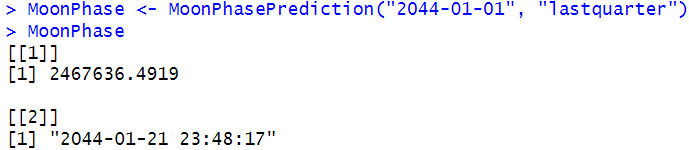 > MoonPhase <- MoonPhasePrediction("2044-01-01", "lastquarter")
> MoonPhase
[[1]]
[1] 2467636.4919
[[2]]
[1] "2044-01-21 23:48:17"